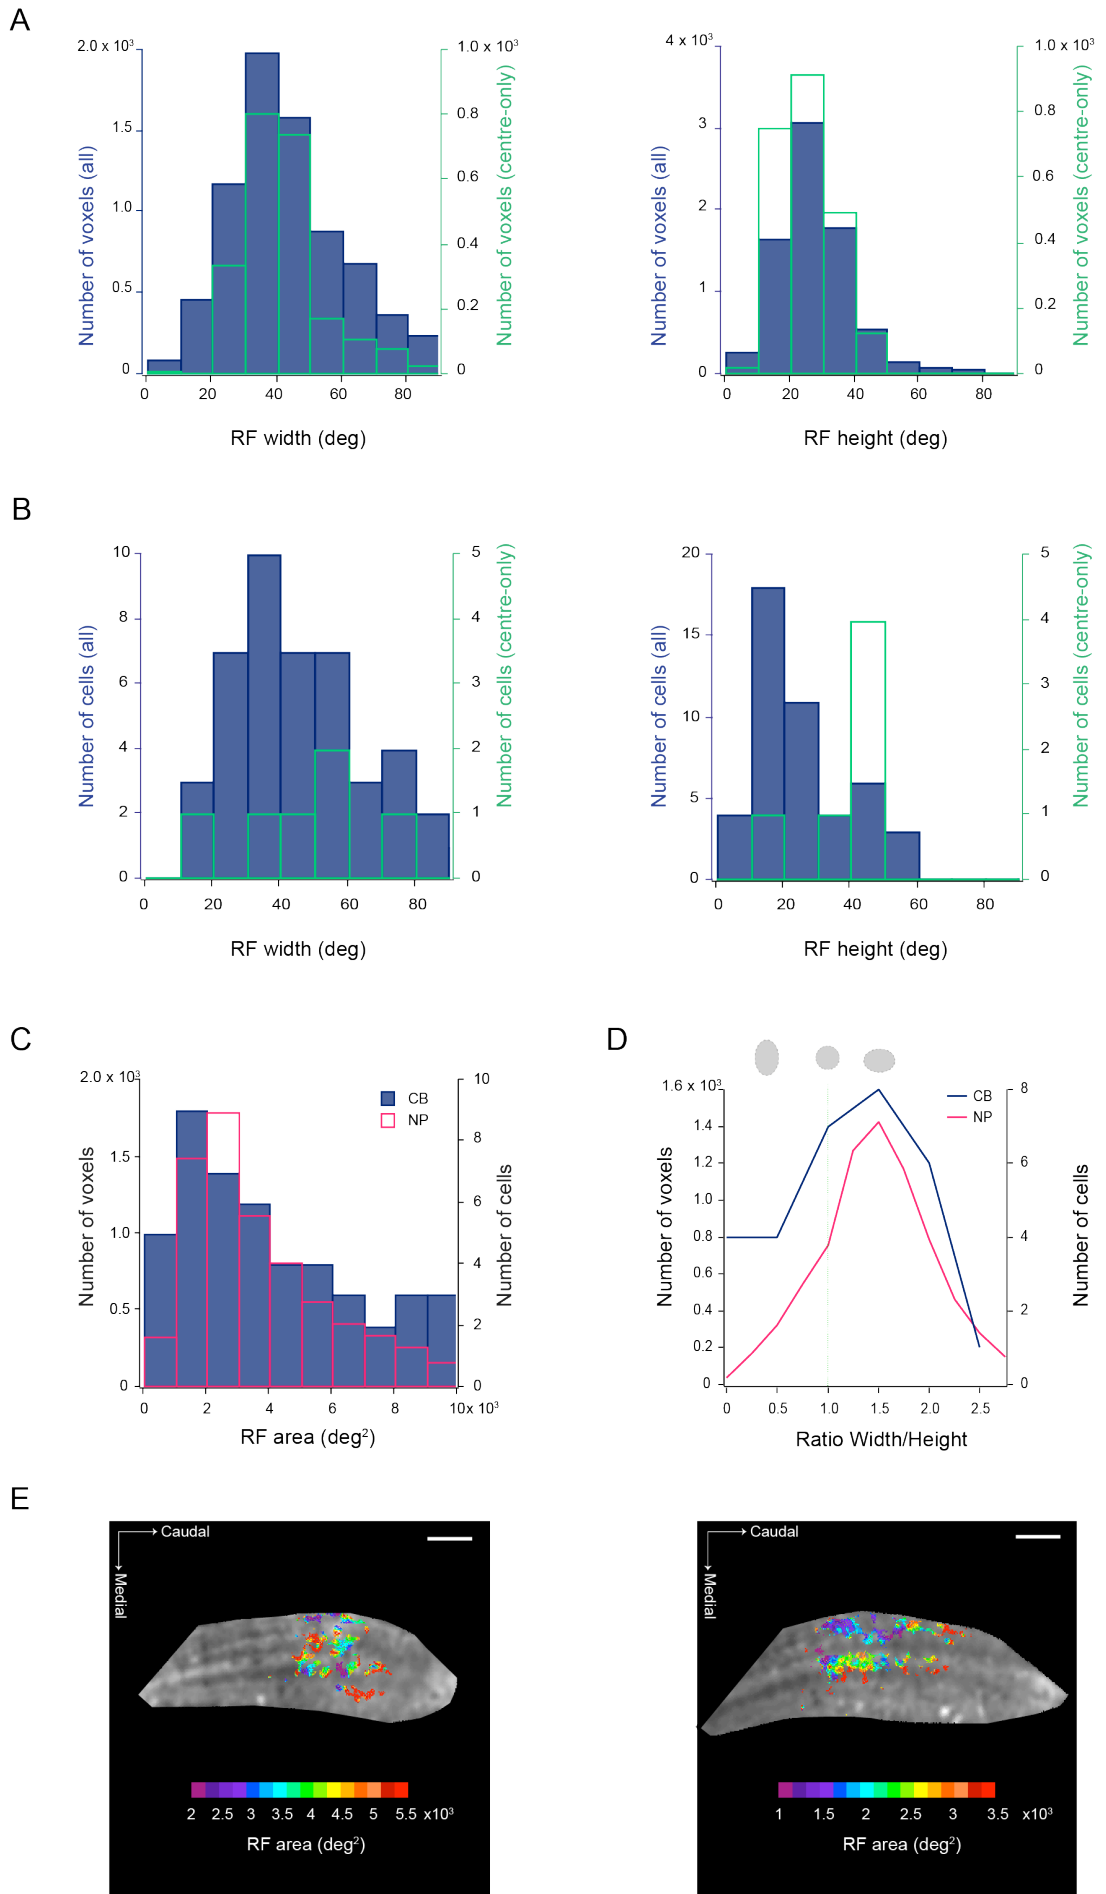 A
2.0 x 10³
1.5
1.0
0.5
0
1.0 x 10³
0.8
0.6
0.4
0.2
0
Number of voxels (all)
Number of voxels (centre-only)
0 20 40 60 80
RF width (deg)
4 x 10³
3
2
1
0
1.0 x 10³
0.8
0.6
0.4
0.2
0
Number of voxels (all)
Number of voxels (centre-only)
0 20 40 60 80
RF height (deg)
B
10
8
6
4
2
0
5
4
3
2
1
0
Number of cells (all)
Number of cells (centre-only)
0 20 40 60 80
RF width (deg)
20
15
10
5
0
5
4
3
2
1
0
Number of cells (all)
Number of cells (centre-only)
0 20 40 60 80
RF height (deg)
C
2.0 x 10³
1.5
1.0
0.5
0
10
8
6
4
2
0
CB
NP
Number of voxels
Number of cells
0 2 4 6 8 10x 10³
RF area (deg²)
D
1.6 x 10³
1.4
1.2
1.0
0.8
0.6
0.4
0.2
0
8
6
4
2
0
CB
NP
Number of voxels
Number of cells
0 0.5 1.0 1.5 2.0 2.5
Ratio Width/Height
E
Caudal
Medial
2 2.5 3 3.5 4 4.5 5 5.5 x10³
RF area (deg²)
Caudal
Medial
1 1.5 2 2.5 3 3.5 x10³
RF area (deg²)